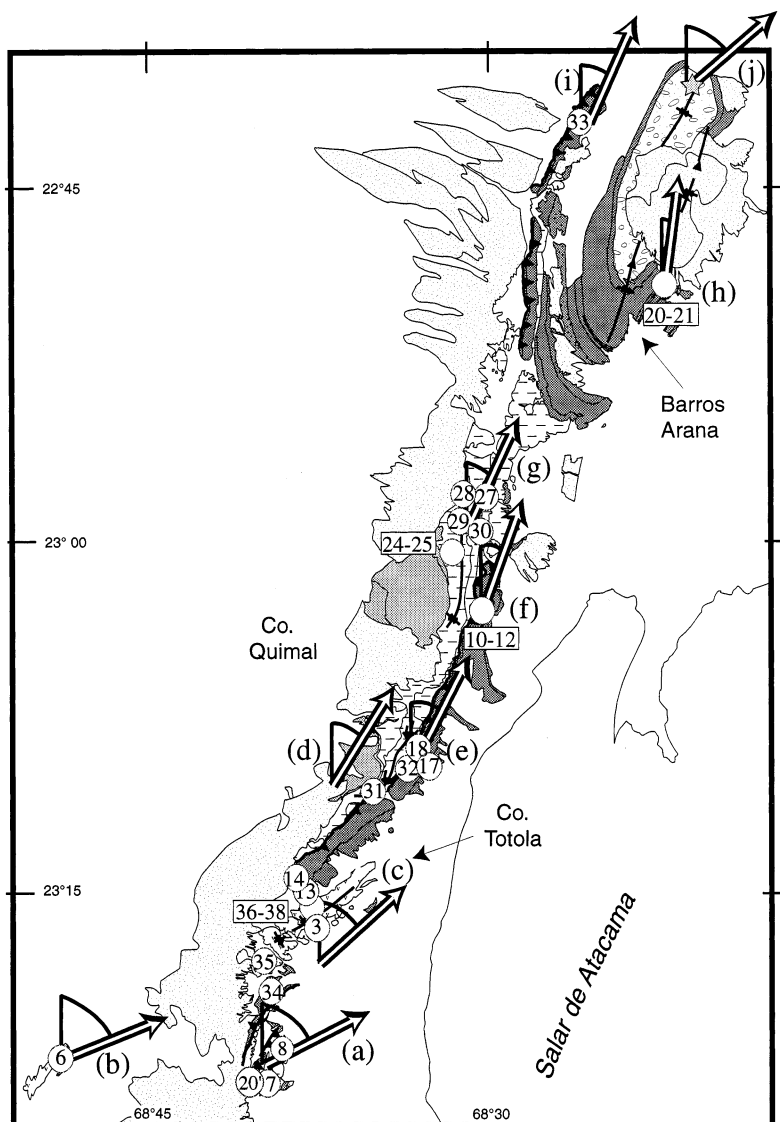 (i)
(j)
33
22°45
(h)
20-21
Barros
Arana
(g)
28
27
29
30
24-25
23° 00
(f)
10-12
Co.
Quimal
(d)
(e)
18
32
17
31
Co.
Totola
(c)
14
13
23°15
36-38
3
35
34
Salar de Atacama
8
(a)
6
(b)
20'
7
68°45
68°30